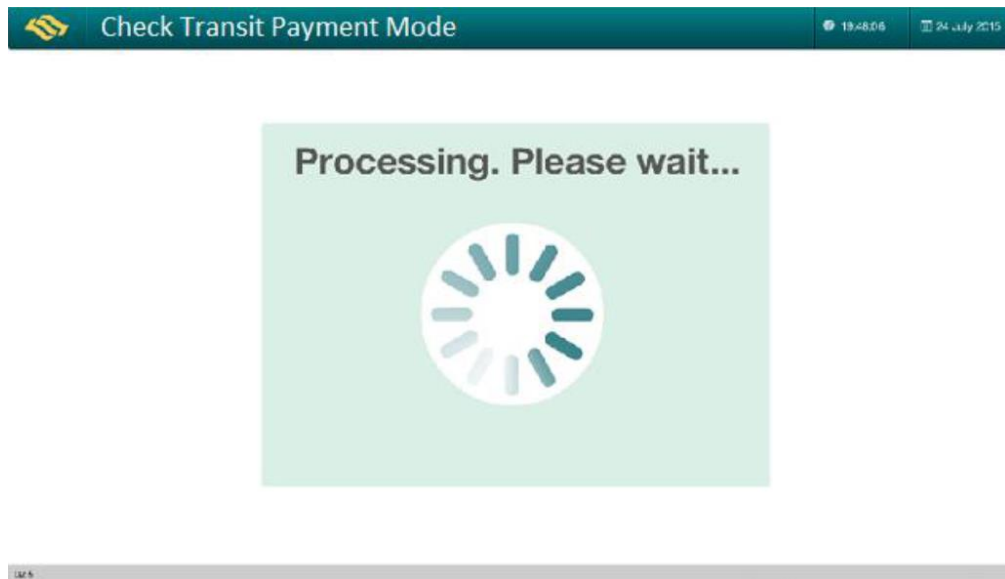 Check Transit Payment Mode
19:48:06
24 July 2015
Processing. Please wait...